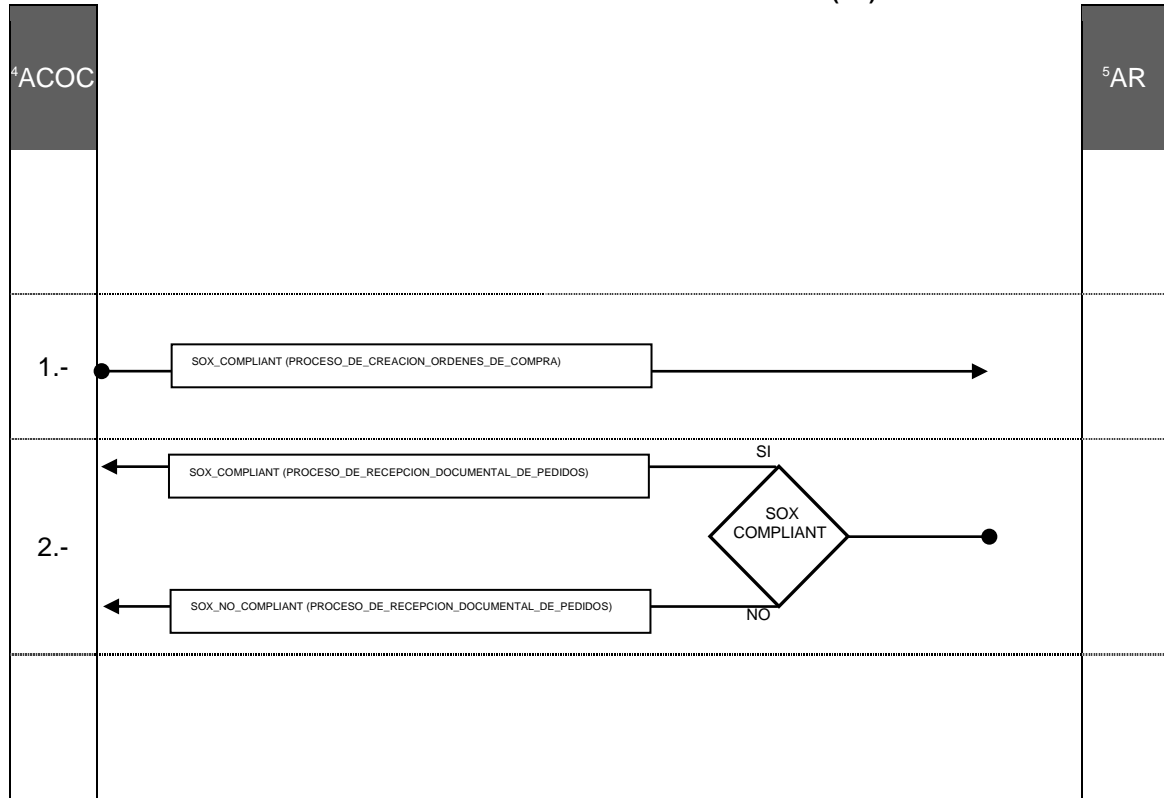 ⁴ACOC
⁵AR
1.-
SOX_COMPLIANT (PROCESO_DE_CREACION_ORDENES_DE_COMPRA)
SI
SOX_COMPLIANT (PROCESO_DE_RECEPCION_DOCUMENTAL_DE_PEDIDOS)
SOX
COMPLIANT
2.-
SOX_NO_COMPLIANT (PROCESO_DE_RECEPCION_DOCUMENTAL_DE_PEDIDOS)
NO